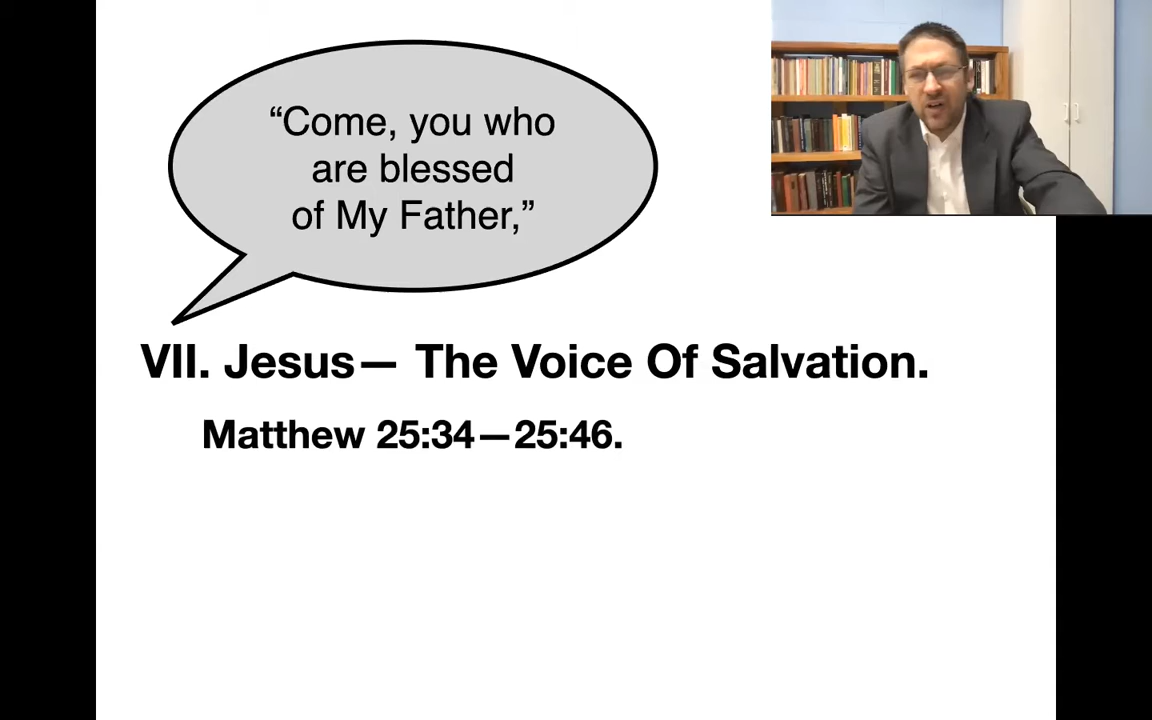 “Come, you who
are blessed
of My Father,”
VII. Jesus— The Voice Of Salvation.
Matthew 25:34—25:46.